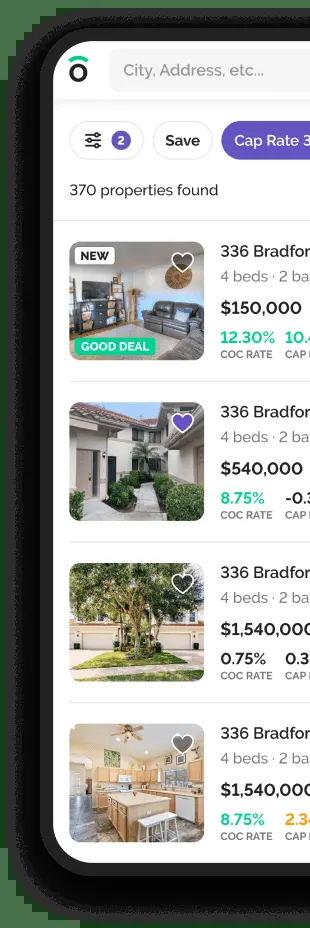 City, Address, etc...
2 Save Cap Rate 3
370 properties found
NEW
GOOD DEAL
336 Bradfor
4 beds · 2 ba
$150,000
12.30% 10.
COC RATE CAP
336 Bradfor
4 beds · 2 ba
$540,000
8.75% -0.3
COC RATE CAP
336 Bradfor
4 beds · 2 ba
$1,540,000
0.75% 0.3
COC RATE CAP
336 Bradfor
4 beds · 2 ba
$1,540,000
8.75% 2.3
COC RATE CAP